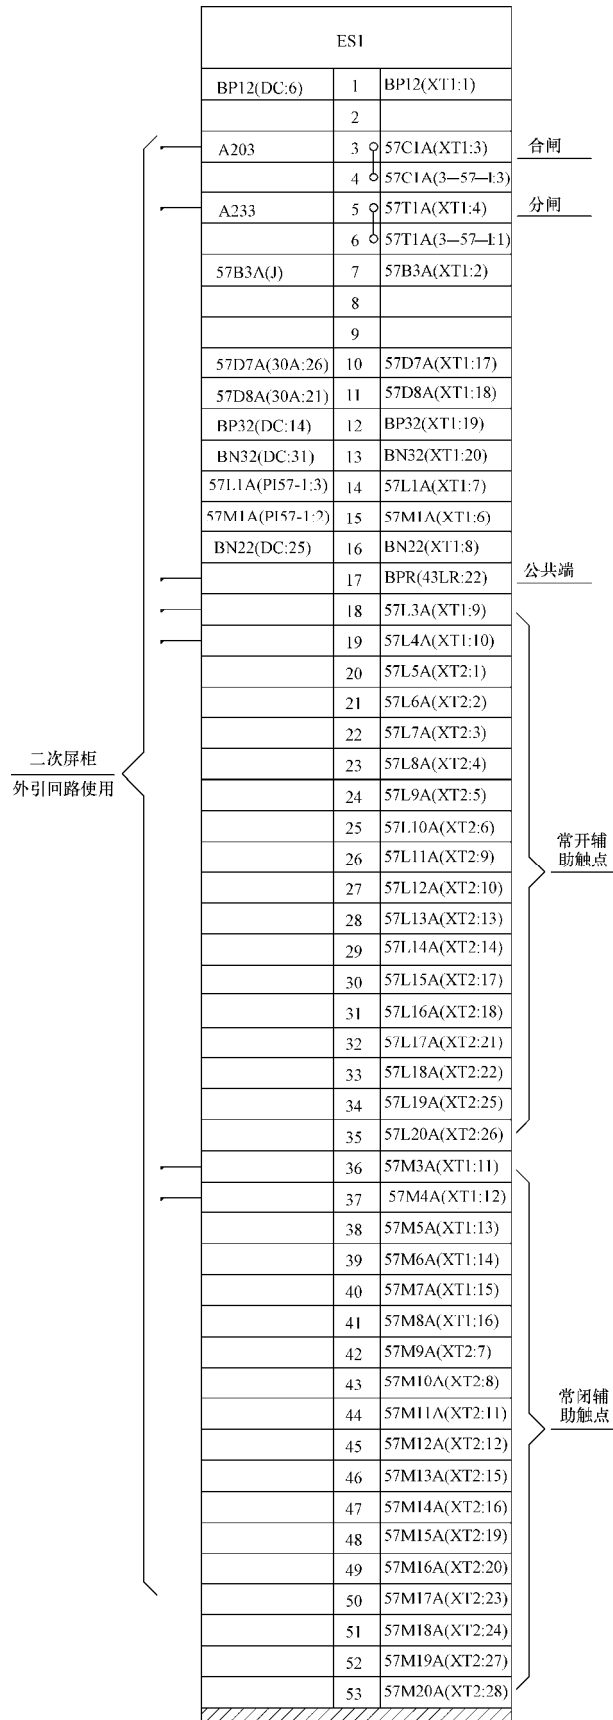 ES1
BP12(DC:6) 1 BP12(XT1:1)
2
A203 3 57C1A(XT1:3) 合闸
4 57C1A(3—57—1:3)
A233 5 57T1A(XT1:4) 分闸
6 57T1A(3—57—1:1)
57B3A(J) 7 57B3A(XT1:2)
8
9
57D7A(30A:26) 10 57D7A(XT1:17)
57D8A(30A:21) 11 57D8A(XT1:18)
BP32(DC:14) 12 BP32(XT1:19)
BN32(DC:31) 13 BN32(XT1:20)
57L1A(PI57-1:3) 14 57L1A(XT1:7)
57M1A(PI57-1:2) 15 57M1A(XT1:6)
BN22(DC:25) 16 BN22(XT1:8)
17 BPR(43LR:22) 公共端
18 57L3A(XT1:9)
19 57L4A(XT1:10)
20 57L5A(XT2:1)
21 57L6A(XT2:2)
22 57L7A(XT2:3)
二次屏柜
外引回路使用
23 57L8A(XT2:4)
24 57L9A(XT2:5)
25 57L10A(XT2:6)
26 57L11A(XT2:9)
常开辅
助触点
27 57L12A(XT2:10)
28 57L13A(XT2:13)
29 57L14A(XT2:14)
30 57L15A(XT2:17)
31 57L16A(XT2:18)
32 57L17A(XT2:21)
33 57L18A(XT2:22)
34 57L19A(XT2:25)
35 57L20A(XT2:26)
36 57M3A(XT1:11)
37 57M4A(XT1:12)
38 57M5A(XT1:13)
39 57M6A(XT1:14)
40 57M7A(XT1:15)
41 57M8A(XT1:16)
42 57M9A(XT2:7)
43 57M10A(XT2:8)
44 57M11A(XT2:11)
常闭辅
助触点
45 57M12A(XT2:12)
46 57M13A(XT2:15)
47 57M14A(XT2:16)
48 57M15A(XT2:19)
49 57M16A(XT2:20)
50 57M17A(XT2:23)
51 57M18A(XT2:24)
52 57M19A(XT2:27)
53 57M20A(XT2:28)